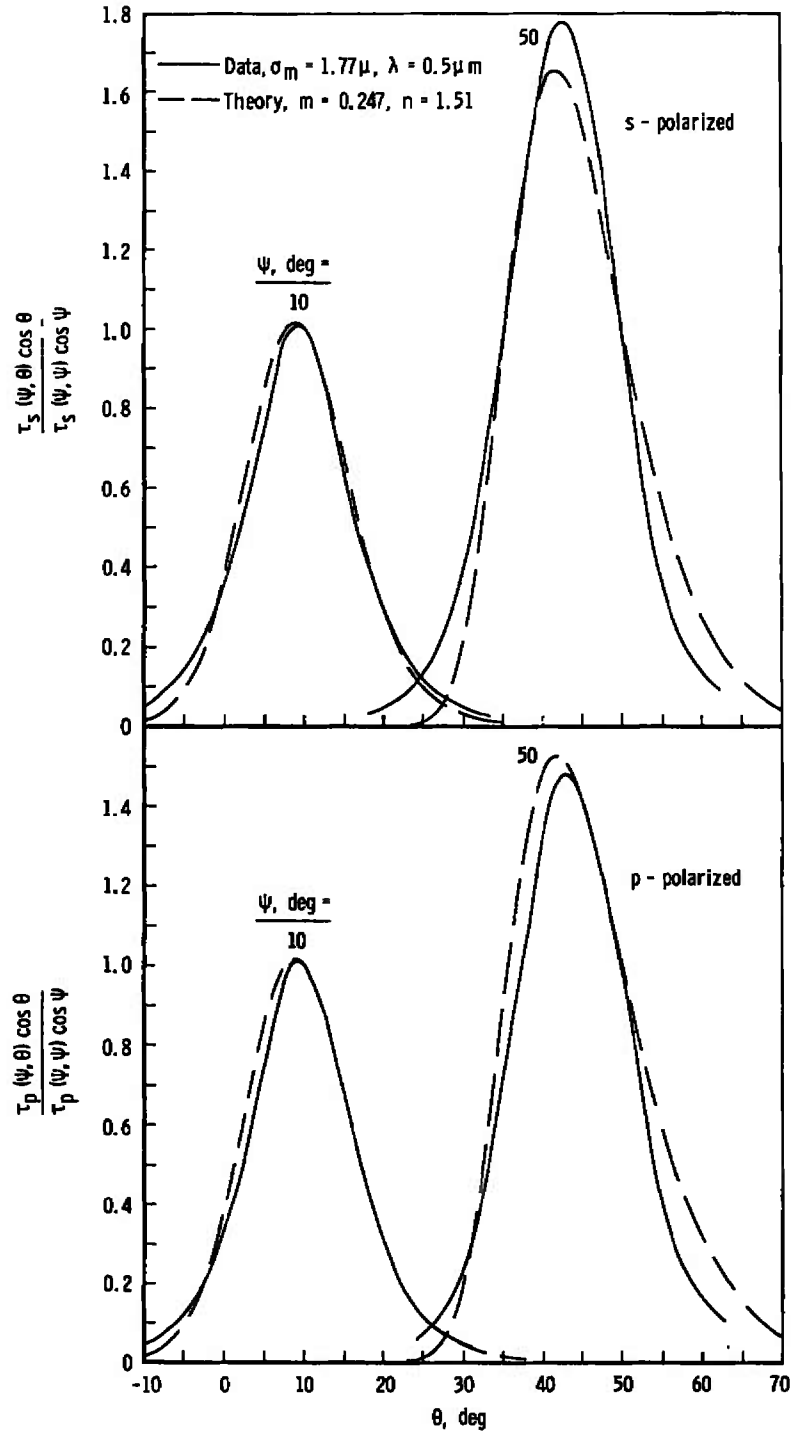 1.8
1.6
1.4
1.2
1.0
0.8
0.6
0.4
0.2
0
Data, σm = 1.77μ, λ = 0.5μm
Theory, m = 0.247, n = 1.51
50
s - polarized
ψ, deg =
10
τs (ψ, θ) cos θ
τs (ψ, ψ) cos ψ
1.4
1.2
1.0
0.8
0.6
0.4
0.2
0
50
p - polarized
ψ, deg =
10
τp (ψ, θ) cos θ
τp (ψ, ψ) cos ψ
-10 0 10 20 30 40 50 60 70
θ, deg